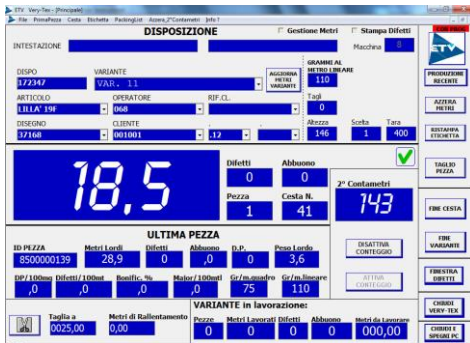 ETV Very-Tex - [Principale]
File PrimaPezza Cesta Etichetta PackingList Azzera_2°Contametri Info ?
DISPOSIZIONE
Gestione Metri
Stampa Difetti
INTESTAZIONE
Macchina 8
ETV
DISPO
172347
VARIANTE
VAR. 11
AGGIORNA METRI VARIANTE
GRAMMI AL METRO LINEARE
110
PRODUZIONE RECENTE
ARTICOLO
LILLA' 19F
OPERATORE
068
RIF.CL.
Tagli
0
AZZERA METRI
DISEGNO
37168
CLIENTE
001001
.12
.
.
Altezza
146
Scelta
1
Tara
400
RISTAMPA ETICHETTA
18,5
Difetti
0
Abbuono
0
Pezza
1
Cesta N.
41
2° Contametri
143
TAGLIO PEZZA
FINE CESTA
ULTIMA PEZZA
ID PEZZA
8500000139
Metri Lordi
28,9
Difetti
0
Abbuono
,0
D.P.
0
Peso Lordo
3,6
DISATTIVA CONTEGGIO
FINE VARIANTE
DP/100mq
,0
Difetti/100mt
,0
Bonific. %
,0
Major/100mtl
,0
Gr/m.quadro
75
Gr/m.lineare
110
ATTIVA CONTEGGIO
FINESTRA DIFETTI
Taglia a
0025,00
Metri di Rallentamento
0,00
VARIANTE in lavorazione:
Pezze
0
Metri Lavorati
0
Difetti
0
Abbuono
0
Metri da Lavorare
000,00
CHIUDI VERY-TEX
CHIUDI E SPEGNI PC